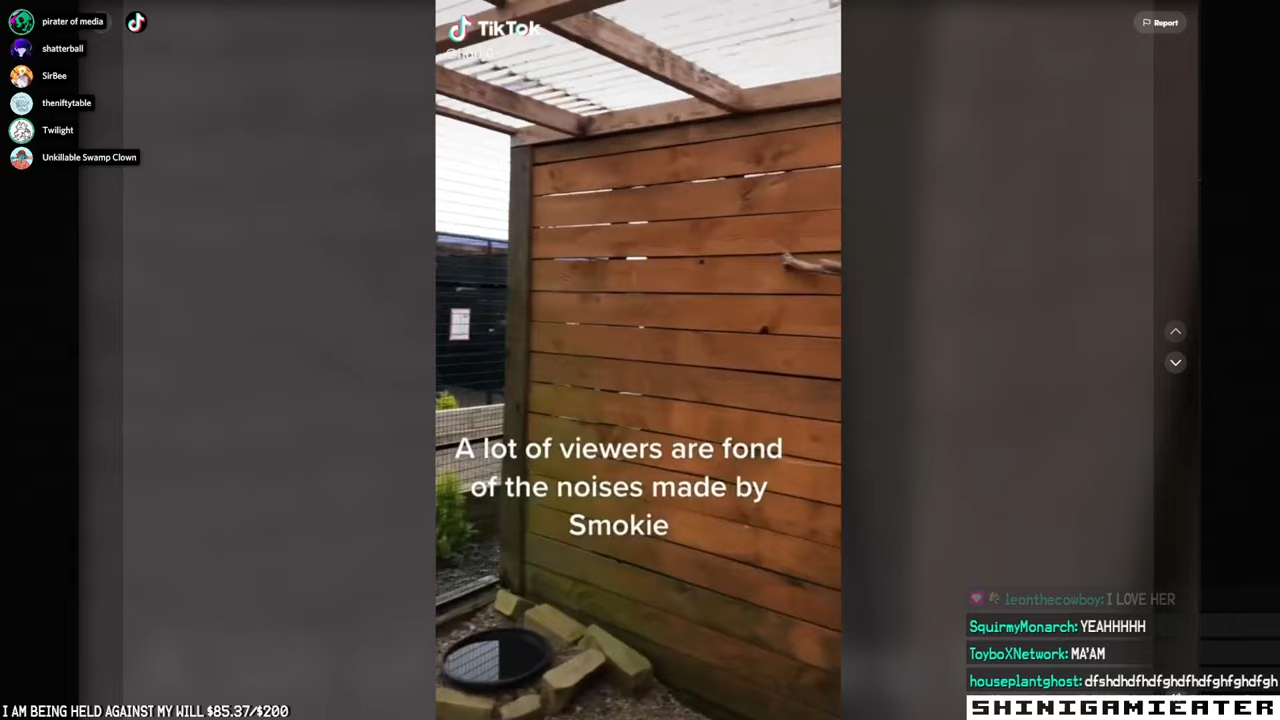 pirater of media
shatterball
SirBee
theniftytable
Twilight
Unkillable Swamp Clown
TikTok
Report
A lot of viewers are fond
of the noises made by
Smokie
leonthecowboy: I LOVE HER
SquirmyMonarch: YEAHHHHH
ToyboXNetwork: MA'AM
houseplantghost: dfshdhdfhdfghdfhdfghfghdfgh
I AM BEING HELD AGAINST MY WILL $85.37/$200
SHINIGAMIEATER